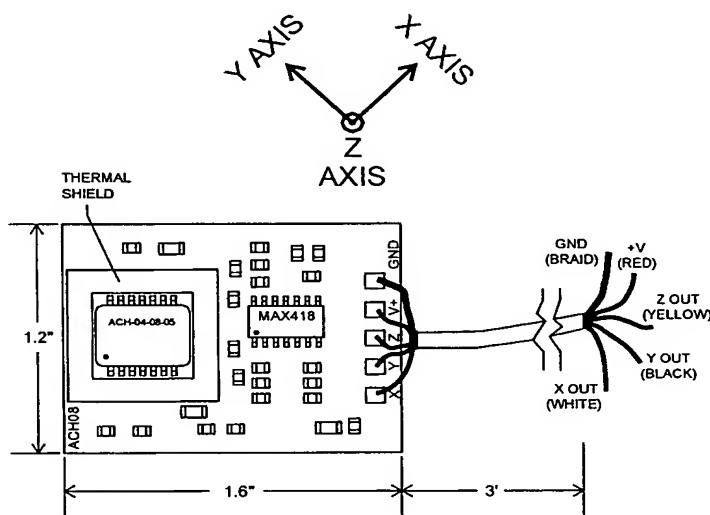 Y AXIS
X AXIS
Z
AXIS
THERMAL
SHIELD
GND
(BRAID)
+V
(RED)
Z OUT
(YELLOW)
Y OUT
(BLACK)
X OUT
(WHITE)
GND
V+
Z
Y
X
ACH-04-08-05
MAX418
1.2"
ACH08
1.6"
3'